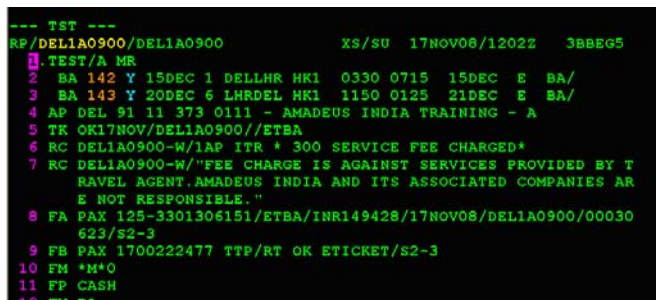 --- TST ---
RP/DEL1A0900/DEL1A0900 XS/SU 17NOV08/1202Z 3BBEG5
1.TEST/A MR
2 BA 142 Y 15DEC 1 DELLHR HK1 0330 0715 15DEC E BA/
3 BA 143 Y 20DEC 6 LHRDEL HK1 1150 0125 21DEC E BA/
4 AP DEL 91 11 373 0111 - AMADEUS INDIA TRAINING - A
5 TK OK17NOV/DEL1A0900//ETBA
6 RC DEL1A0900-W/1AP ITR * 300 SERVICE FEE CHARGED*
7 RC DEL1A0900-W/"FEE CHARGE IS AGAINST SERVICES PROVIDED BY T
RAVEL AGENT.AMADEUS INDIA AND ITS ASSOCIATED COMPANIES AR
E NOT RESPONSIBLE."
8 FA PAX 125-3301306151/ETBA/INR149428/17NOV08/DEL1A0900/00030
623/S2-3
9 FB PAX 1700222477 TTP/RT OK ETICKET/S2-3
10 FM *M*0
11 FP CASH